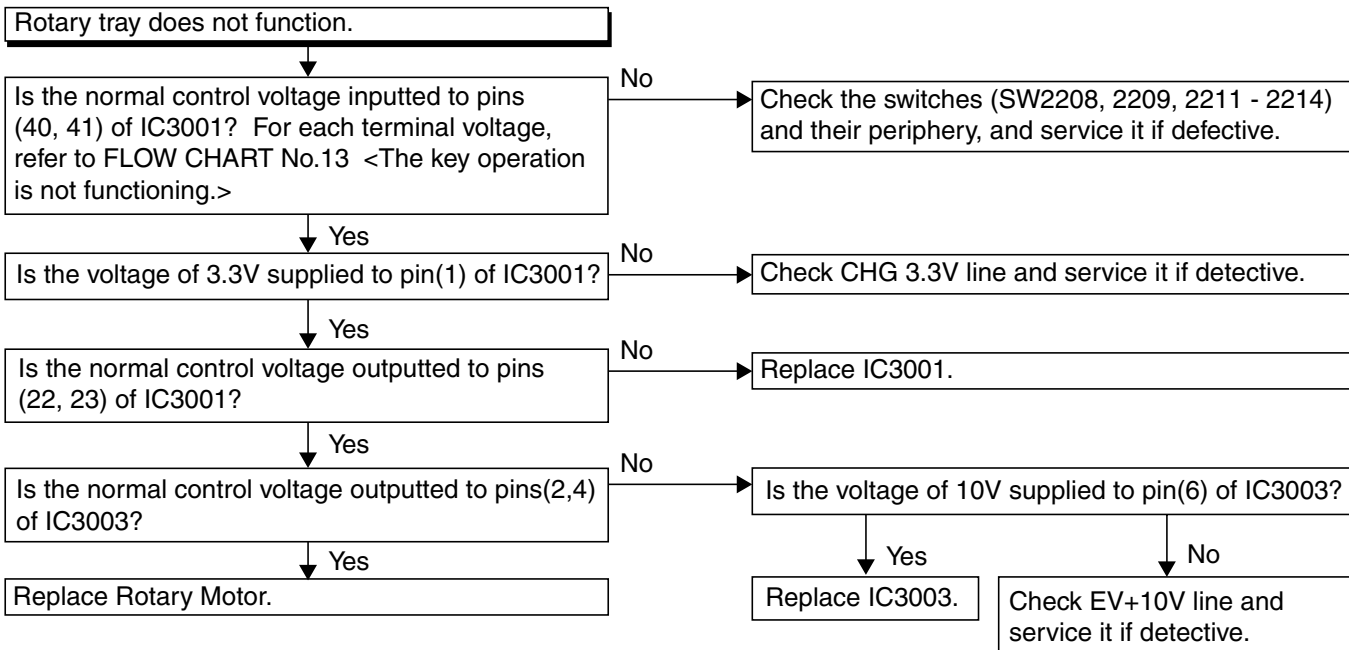 Rotary tray does not function.
Is the normal control voltage inputted to pins
(40, 41) of IC3001? For each terminal voltage,
refer to FLOW CHART No.13 <The key operation
is not functioning.>
No
Check the switches (SW2208, 2209, 2211 - 2214)
and their periphery, and service it if defective.
Yes
Is the voltage of 3.3V supplied to pin(1) of IC3001?
No
Check CHG 3.3V line and service it if detective.
Yes
Is the normal control voltage outputted to pins
(22, 23) of IC3001?
No
Replace IC3001.
Yes
Is the normal control voltage outputted to pins(2,4)
of IC3003?
No
Is the voltage of 10V supplied to pin(6) of IC3003?
Yes
Replace Rotary Motor.
Yes
Replace IC3003.
No
Check EV+10V line and
service it if detective.